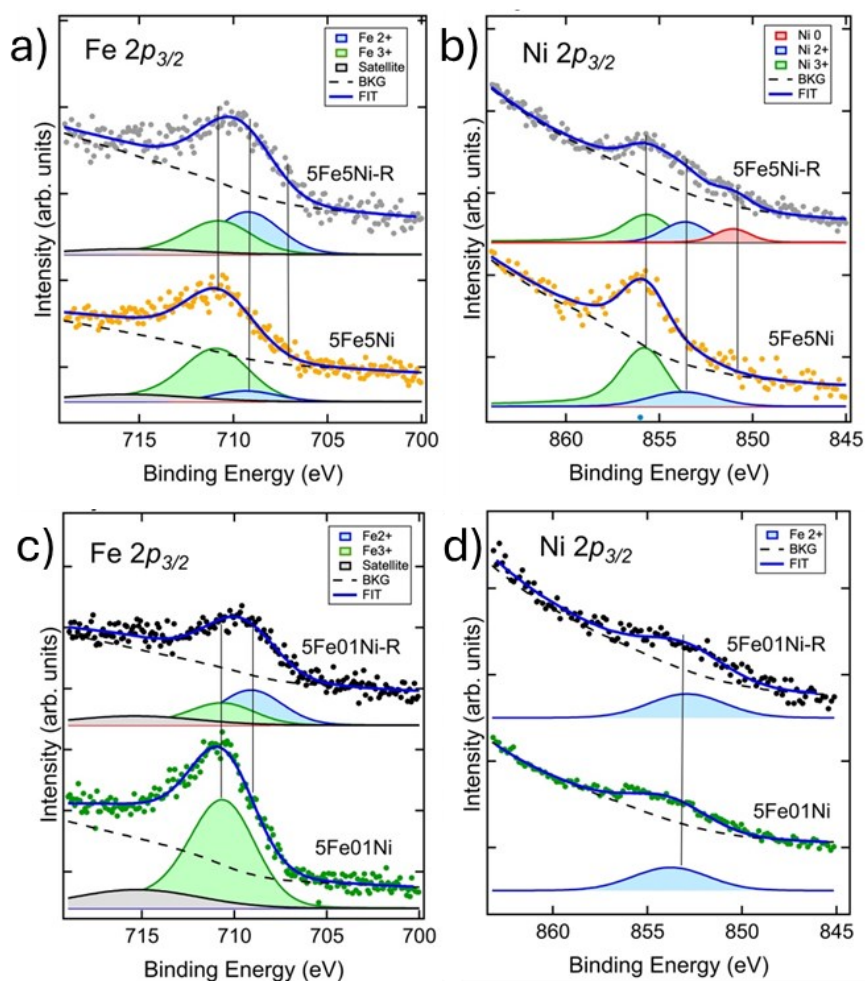 a)
Fe 2p3/2
Fe 2+
Fe 3+
Satellite
BKG
FIT
5Fe5Ni-R
5Fe5Ni
Intensity (arb. units)
715
710
705
700
Binding Energy (eV)
b)
Ni 2p3/2
Ni 0
Ni 2+
Ni 3+
BKG
FIT
5Fe5Ni-R
5Fe5Ni
Intensity (arb. units.)
860
855
850
845
Binding Energy (eV)
c)
Fe 2p3/2
Fe2+
Fe3+
Satellite
BKG
FIT
5Fe01Ni-R
5Fe01Ni
Intensity (arb. units)
715
710
705
700
Binding Energy (eV)
d)
Ni 2p3/2
Fe 2+
BKG
FIT
5Fe01Ni-R
5Fe01Ni
Intensity (arb. units)
860
855
850
845
Binding Energy (eV)